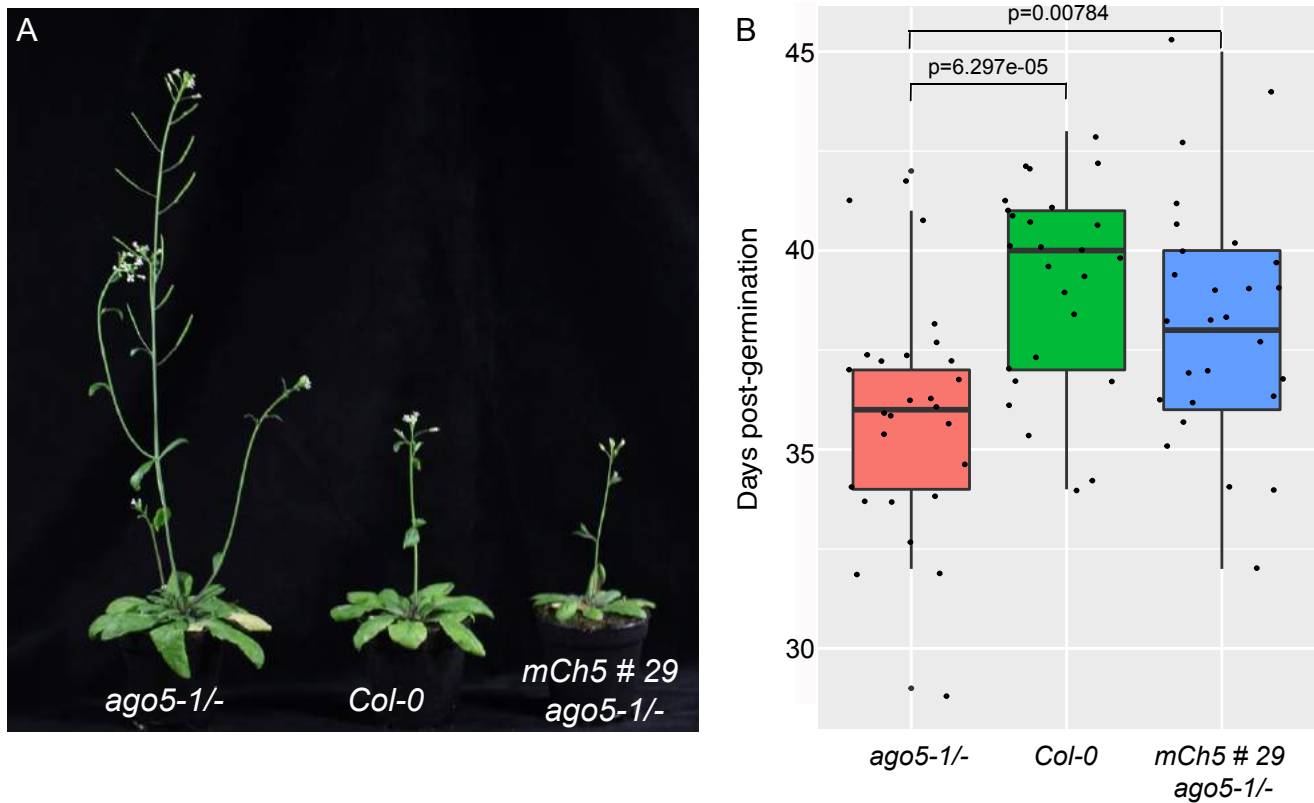 A
ago5-1/-
Col-0
mCh5 # 29
ago5-1/-
B
p=0.00784
p=6.297e-05
Days post-germination
45
40
35
30
ago5-1/-
Col-0
mCh5 # 29
ago5-1/-